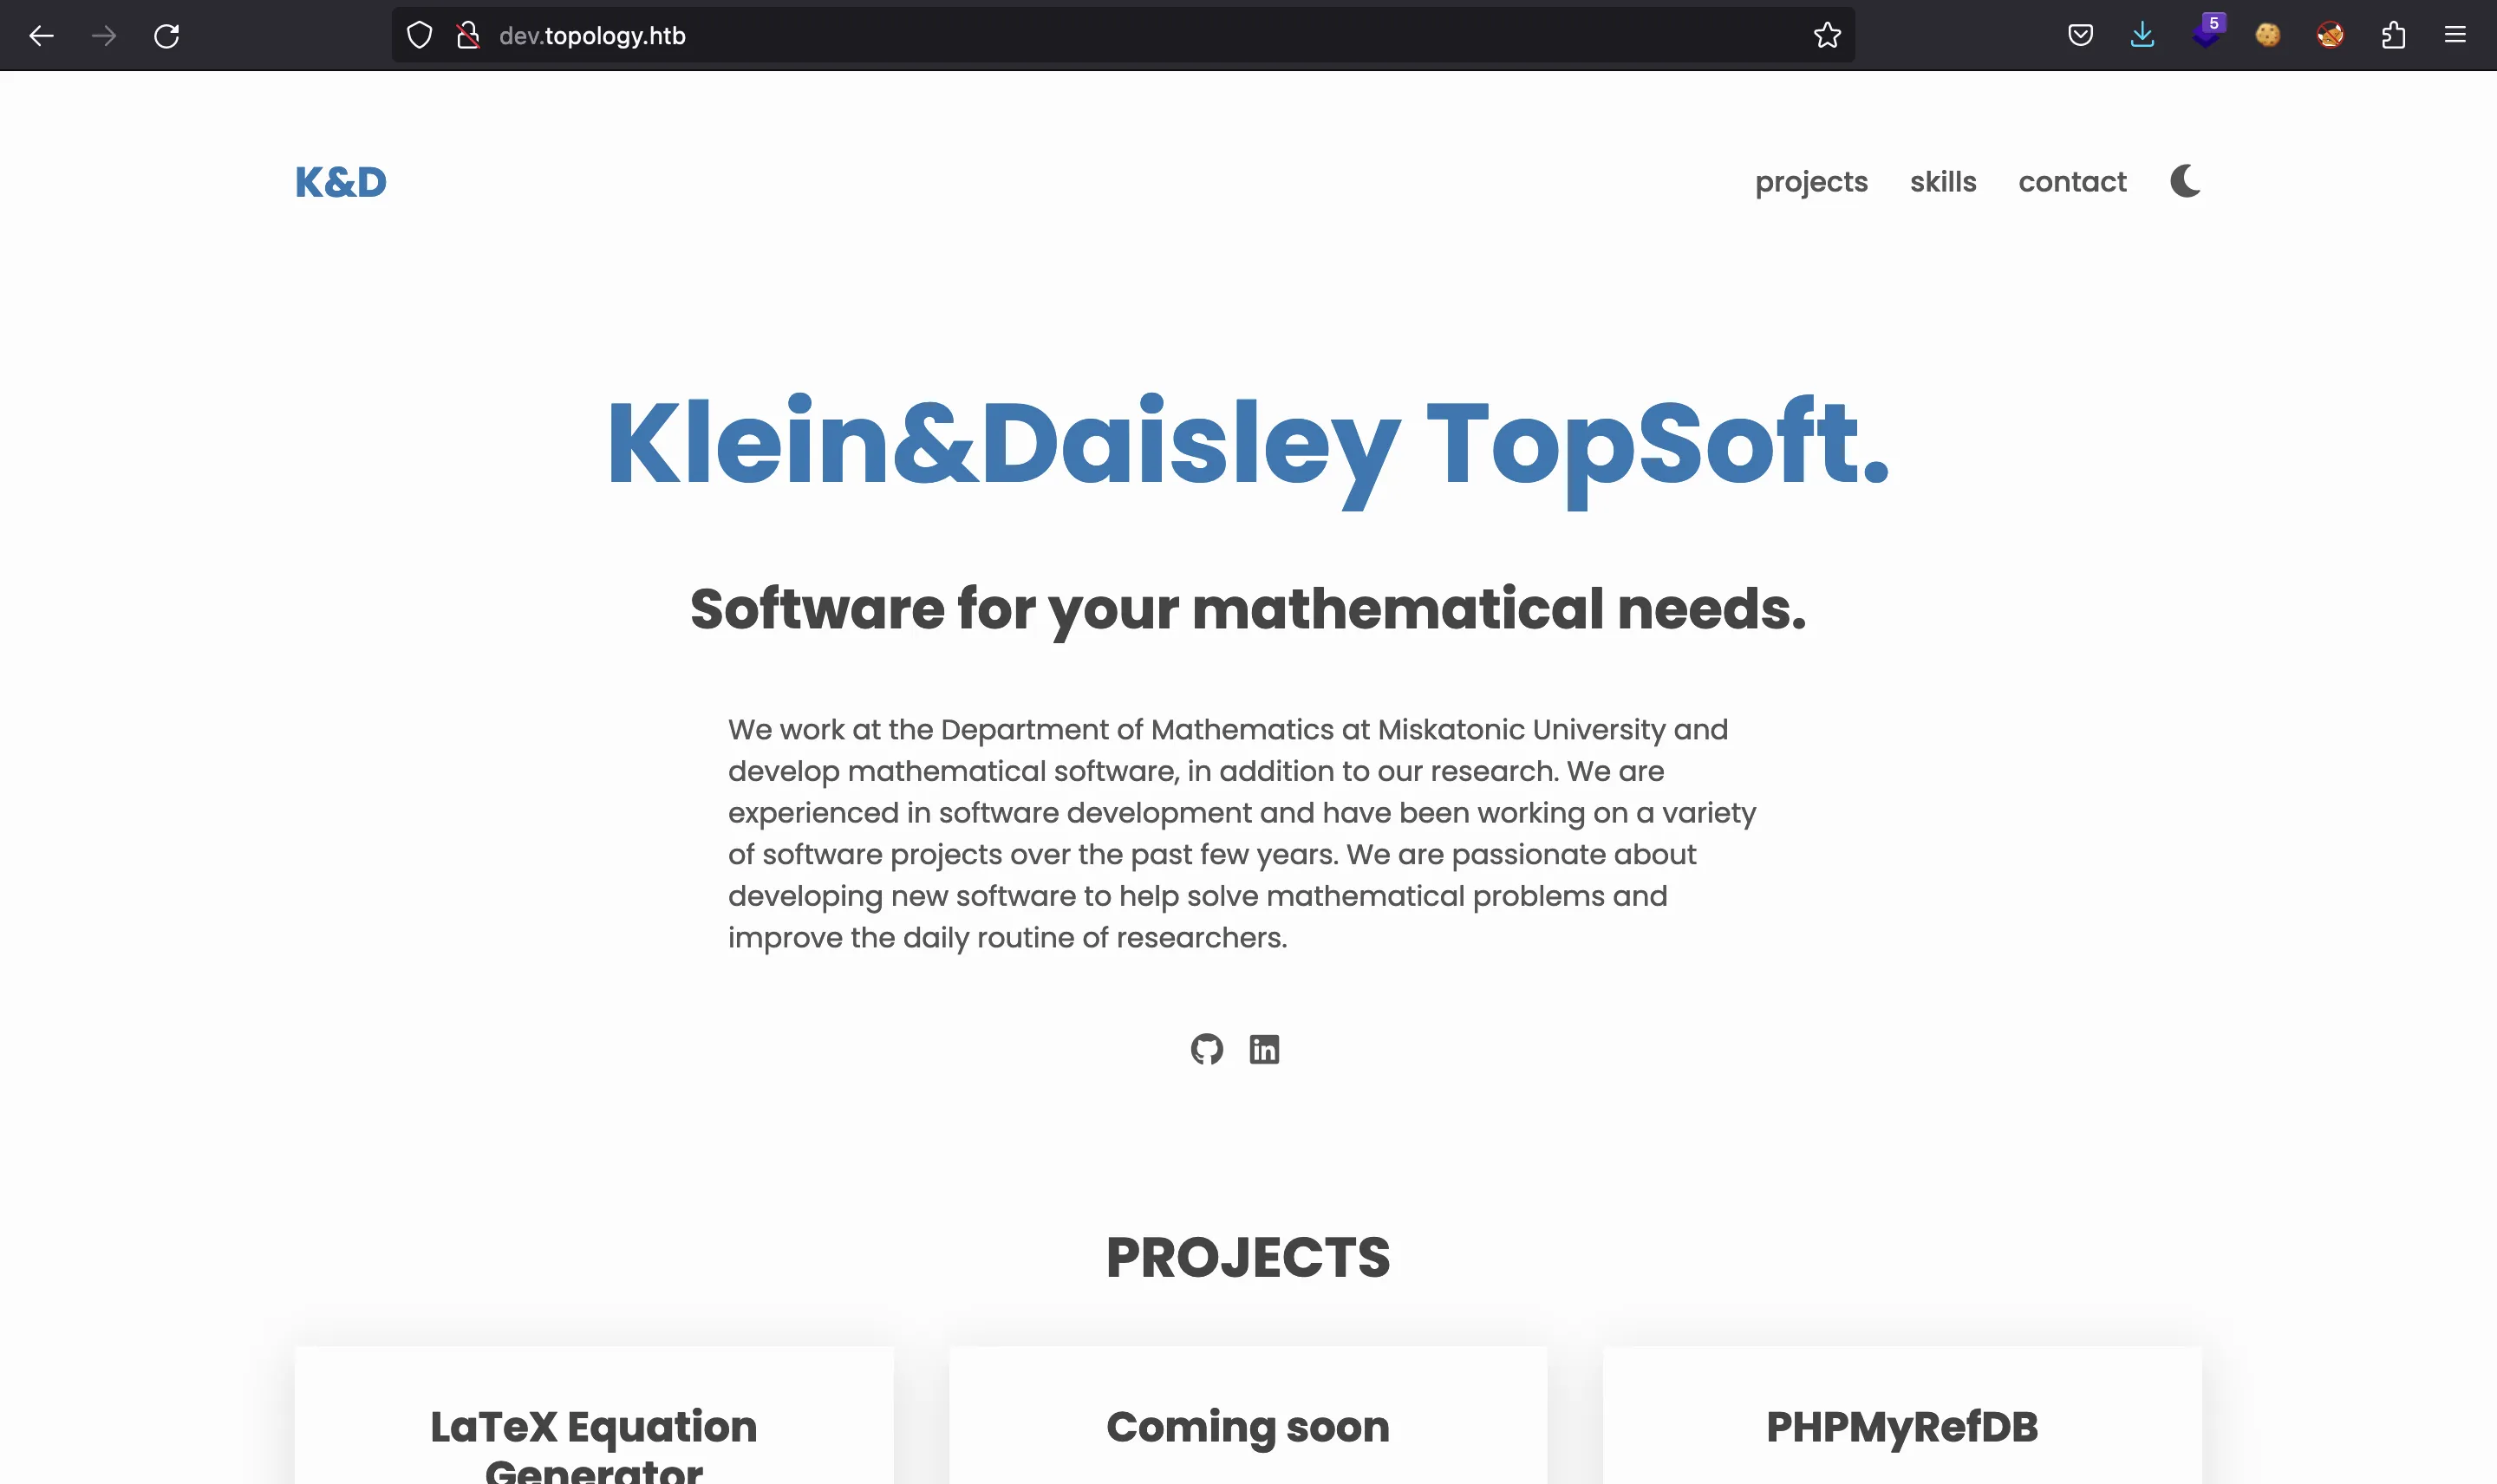 dev.topology.htb
5
K&D
projects skills contact
Klein&Daisley TopSoft.
Software for your mathematical needs.
We work at the Department of Mathematics at Miskatonic University and
develop mathematical software, in addition to our research. We are
experienced in software development and have been working on a variety
of software projects over the past few years. We are passionate about
developing new software to help solve mathematical problems and
improve the daily routine of researchers.
in
PROJECTS
LaTeX Equation
Generator
Coming soon
PHPMyRefDB